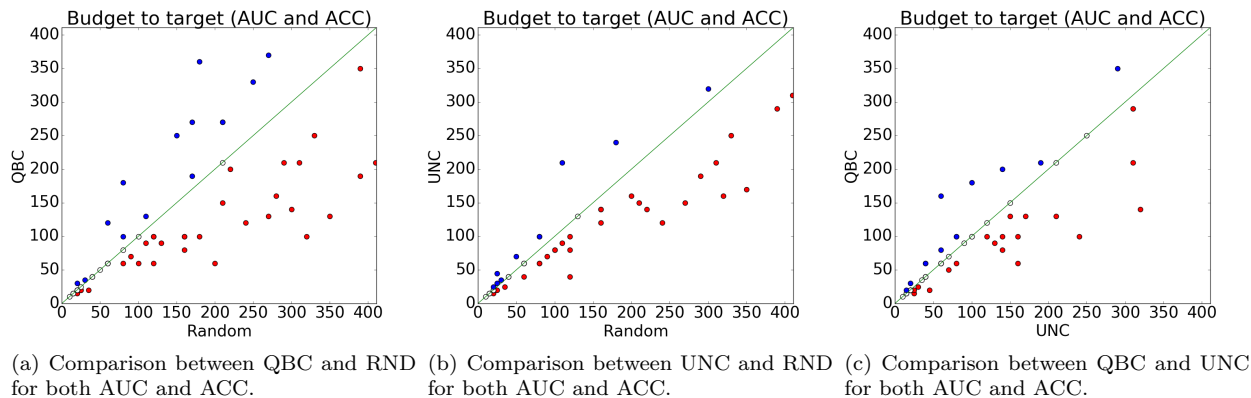 Budget to target (AUC and ACC)
400
350
300
250
200
150
100
50
0
QBC
0 50 100 150 200 250 300 350 400
Random
(a) Comparison between QBC and RND
for both AUC and ACC.
Budget to target (AUC and ACC)
400
350
300
250
200
150
100
50
0
UNC
0 50 100 150 200 250 300 350 400
Random
(b) Comparison between UNC and RND
for both AUC and ACC.
Budget to target (AUC and ACC)
400
350
300
250
200
150
100
50
0
QBC
0 50 100 150 200 250 300 350 400
UNC
(c) Comparison between QBC and UNC
for both AUC and ACC.